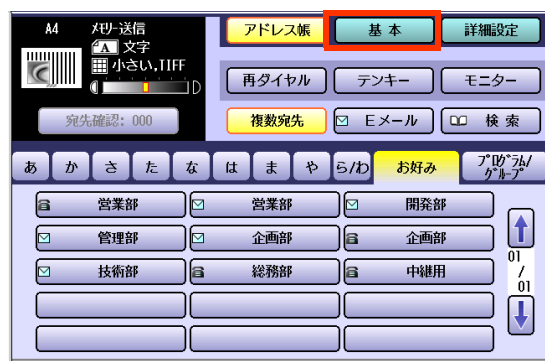 A4 ﾒﾓﾘｰ送信
A 文字
小さい,TIFF
D
宛先確認: 000
アドレス帳 基本 詳細設定
再ダイヤル テンキー モニター
複数宛先 Eメール 検索
あ か さ た な は ま や ら/わ お好み ﾌﾟﾛｸﾞﾗﾑ/
ｸﾞﾙｰﾌﾟ
営業部 営業部 開発部
管理部 企画部 企画部
技術部 総務部 中継用
01
/
01